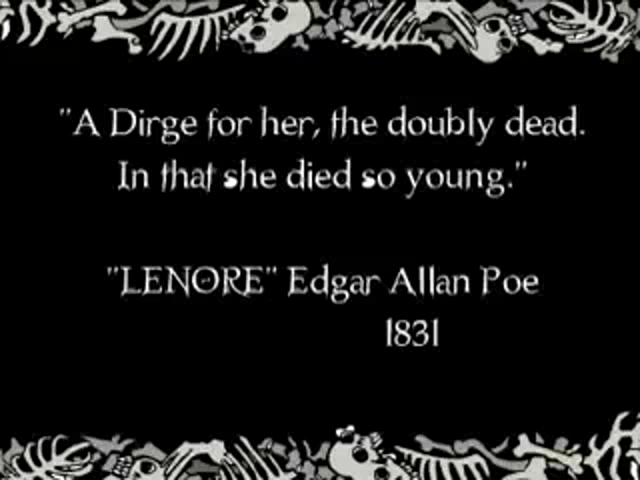 "A Dirge for her, the doubly dead.
In that she died so young."
"LENORE" Edgar Allan Poe
1831